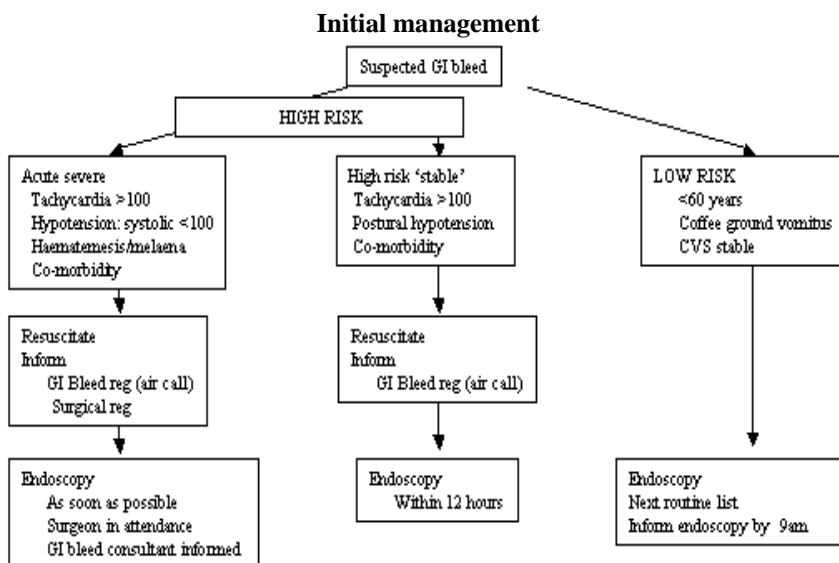 Initial management
Suspected GI bleed
HIGH RISK
Acute severe
Tachycardia >100
Hypotension: systolic <100
Haematemesis/melaena
Co-morbidity
High risk ‘stable’
Tachycardia >100
Postural hypotension
Co-morbidity
LOW RISK
<60 years
Coffee ground vomitus
CVS stable
Resuscitate
Inform
GI Bleed reg (air call)
Surgical reg
Resuscitate
Inform
GI Bleed reg (air call)
Endoscopy
As soon as possible
Surgeon in attendance
GI bleed consultant informed
Endoscopy
Within 12 hours
Endoscopy
Next routine list
Inform endoscopy by 9am